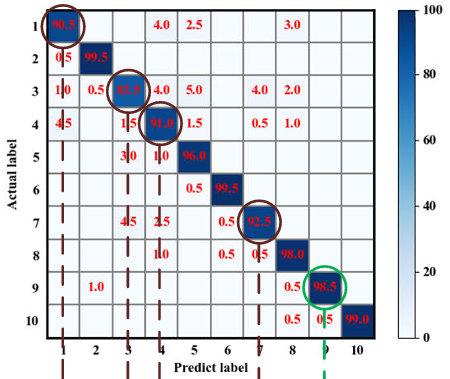 1 90.5 4.0 2.5 3.0 100
2 0.5 99.5
3 1.0 0.5 83.5 4.0 5.0 4.0 2.0 80
4 4.5 1.5 91.0 1.5 0.5 1.0
5 3.0 1.0 96.0 60
6 0.5 99.5
7 4.5 2.5 0.5 92.5 40
8 1.0 0.5 0.5 98.0
9 1.0 0.5 98.5 20
10 0.5 0.5 99.0 0
1 2 3 4 5 6 7 8 9 10
Predict label
Actual label